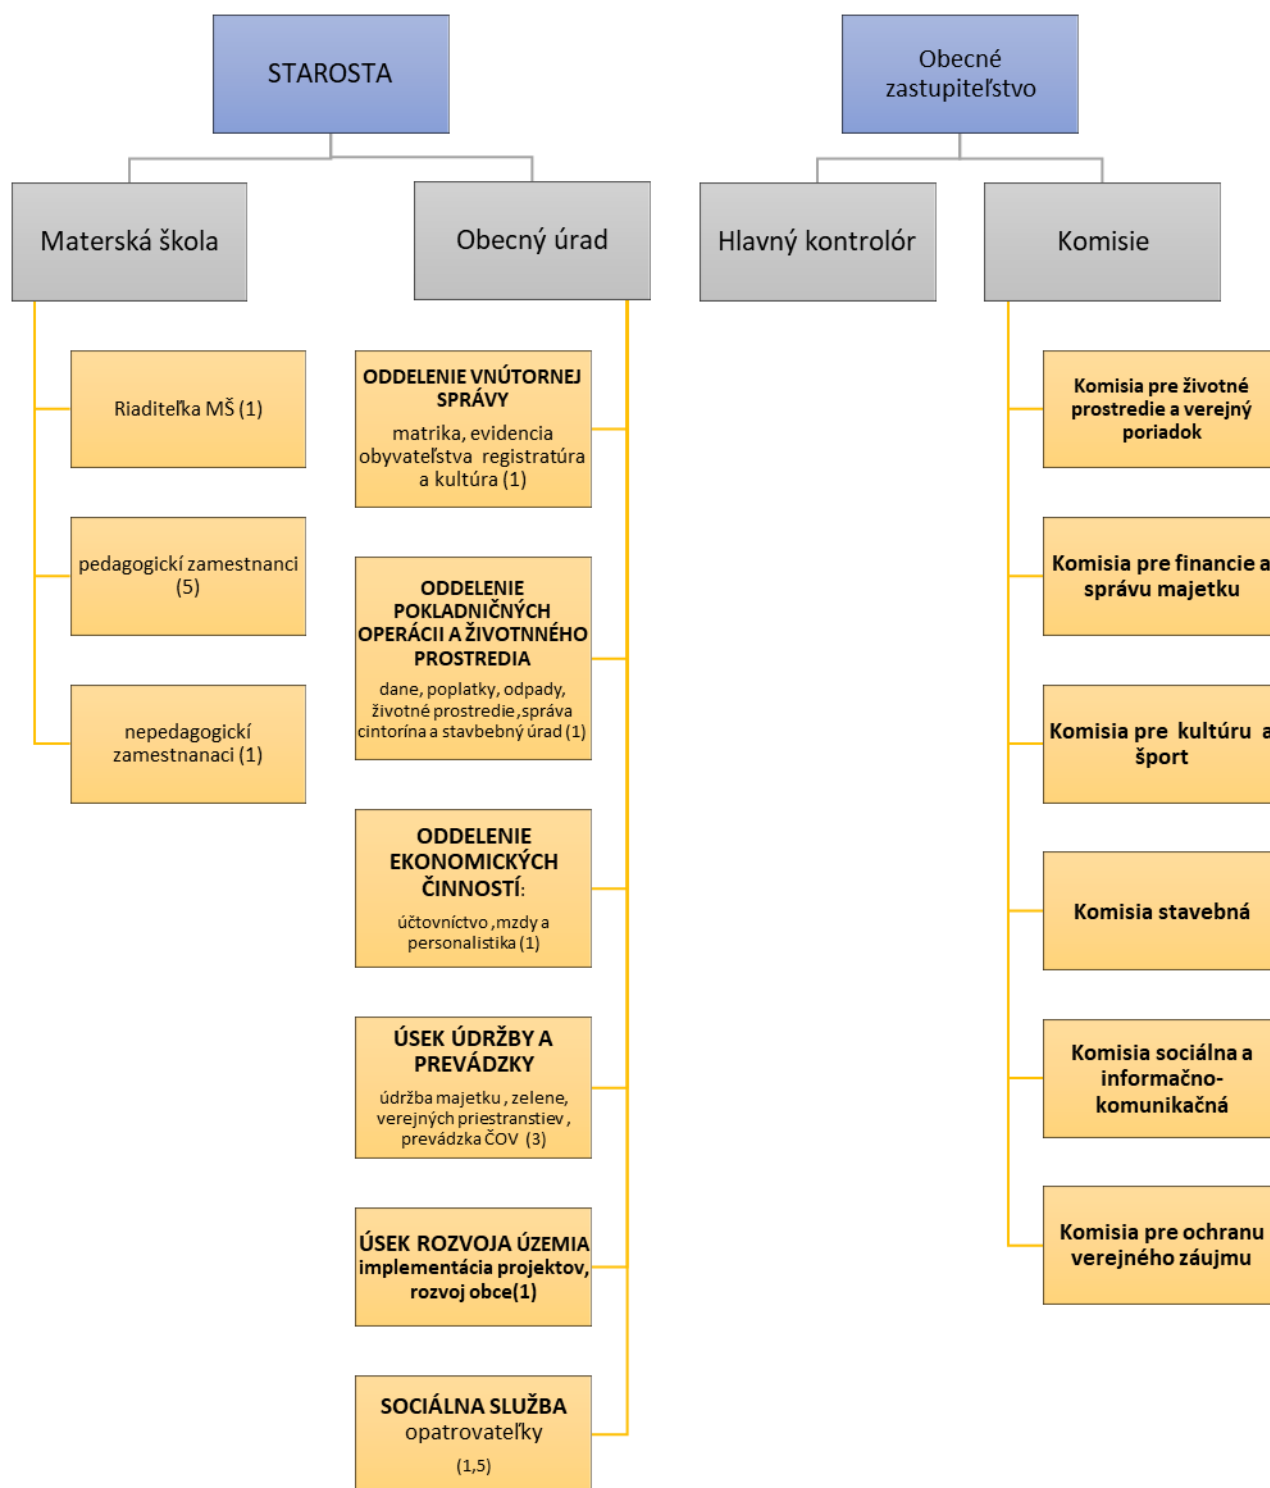 STAROSTA
Materská škola
Riaditeľka MŠ (1)
pedagogickí zamestnanci
(5)
nepedagogickí
zamestnanaci (1)
Obecný úrad
ODDELENIE VNÚTORNEJ
SPRÁVY
matrika, evidencia
obyvateľstva registratúra
a kultúra (1)
ODDELENIE
POKLADNIČNÝCH
OPERÁCII A ŽIVOTNNÉHO
PROSTREDIA
dane, poplatky, odpady,
životné prostredie ,správa
cintorína a stavbebný úrad (1)
ODDELENIE
EKONOMICKÝCH
ČINNOSTÍ:
účtovníctvo ,mzdy a
personalistika (1)
ÚSEK ÚDRŽBY A
PREVÁDZKY
údržba majetku , zelene,
verejných priestranstiev ,
prevádzka ČOV (3)
ÚSEK ROZVOJA ÚZEMIA
implementácia projektov,
rozvoj obce(1)
SOCIÁLNA SLUŽBA
opatrovateľky
(1,5)
Obecné
zastupiteľstvo
Hlavný kontrolór
Komisie
Komisia pre životné
prostredie a verejný
poriadok
Komisia pre financie a
správu majetku
Komisia pre kultúru a
šport
Komisia stavebná
Komisia sociálna a
informačno-
komunikačná
Komisia pre ochranu
verejného záujmu